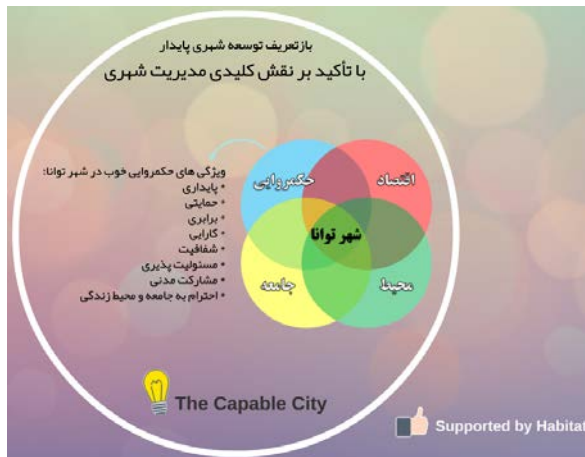 بازتعریف توسعه شهری پایدار
با تأکید بر نقش کلیدی مدیریت شهری
ویژگی های حکمروایی خوب در شهر توانا:
• پایداری
• حمایتی
• برابری
• کارایی
• شفافیت
• مسئولیت پذیری
• مشارکت مدنی
• احترام به جامعه و محیط زندگی
حکمروایی
اقتصاد
شهر توانا
جامعه
محیط
The Capable City
Supported by Habitat